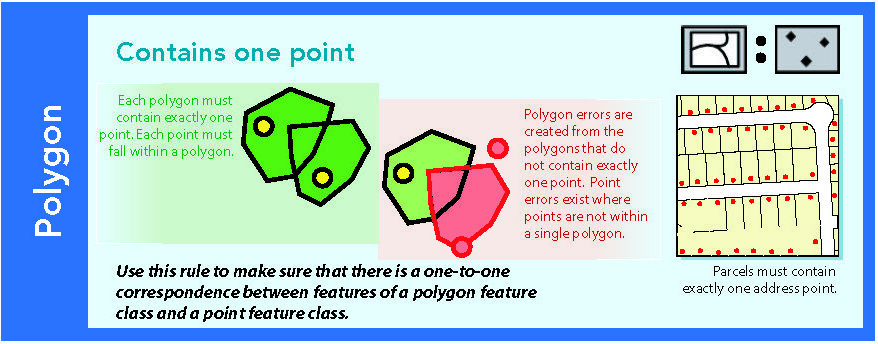 Polygon
Contains one point
Each polygon must
contain exactly one
point. Each point must
fall within a polygon.
Polygon errors are
created from the
polygons that do
not contain exactly
one point. Point
errors exist where
points are not within
a single polygon.
Parcels must contain
exactly one address point.
Use this rule to make sure that there is a one-to-one
correspondence between features of a polygon feature
class and a point feature class.